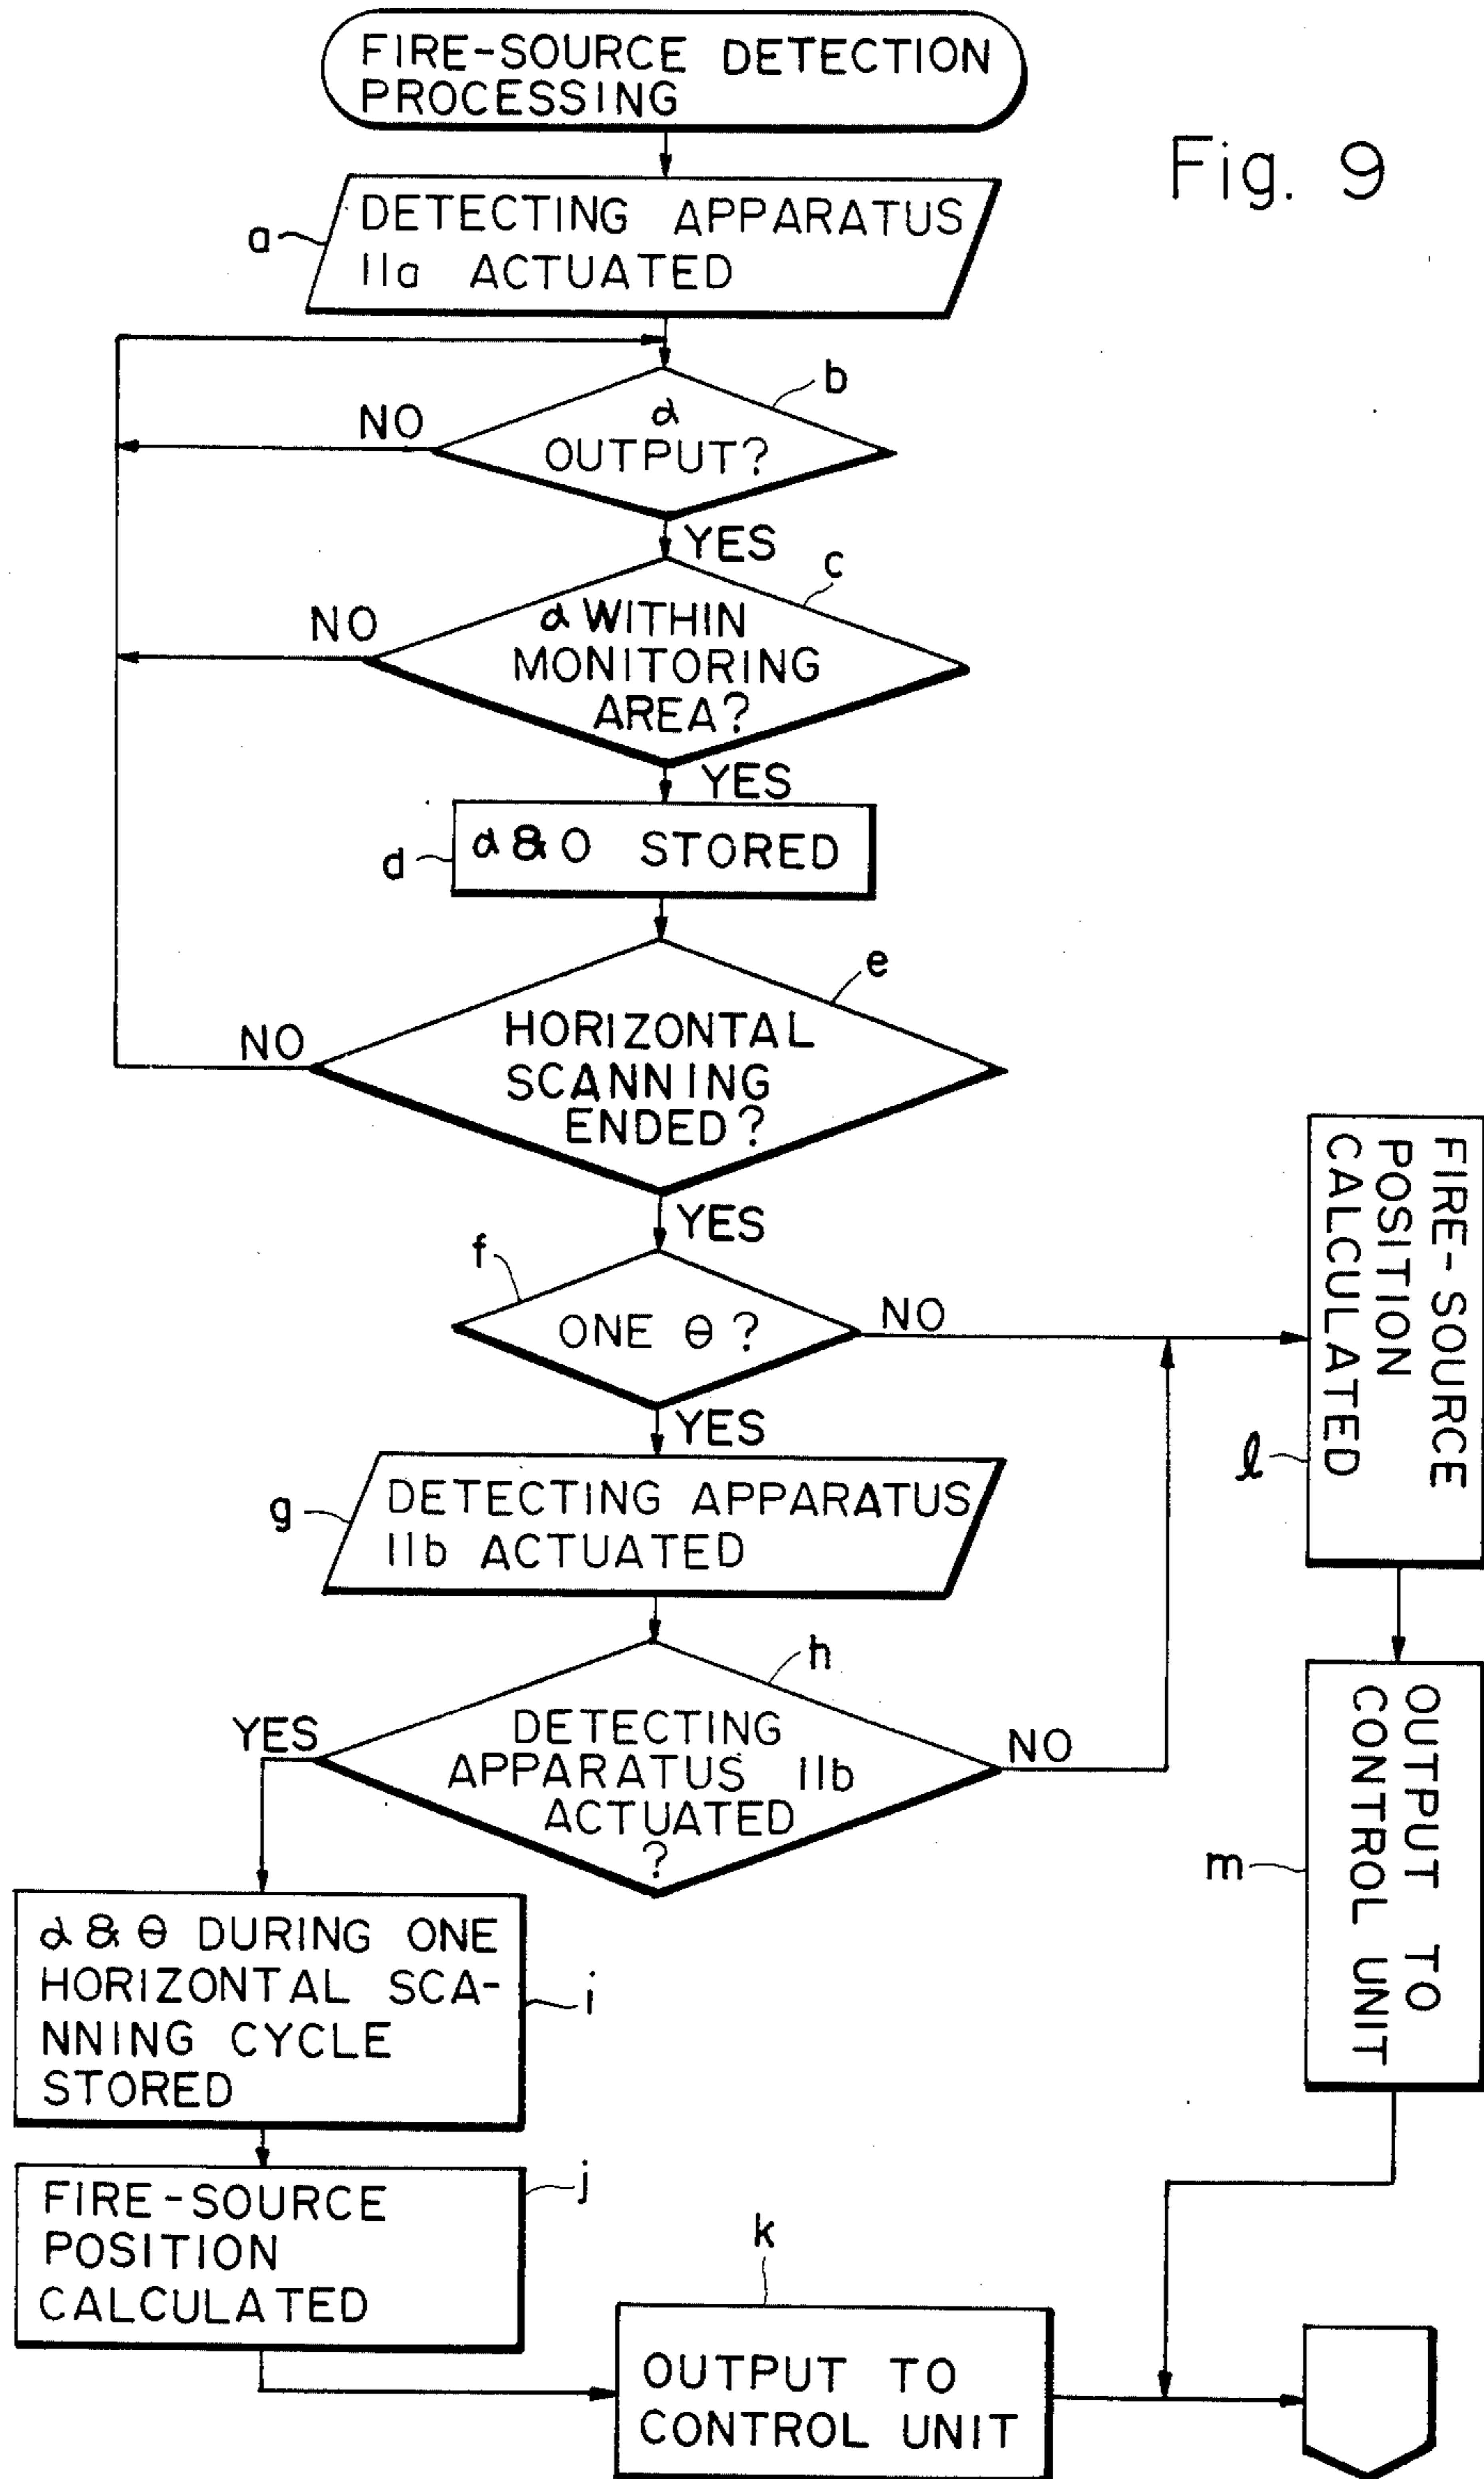 FIRE-SOURCE DETECTION
PROCESSING
Fig. 9
a
DETECTING APPARATUS
11a ACTUATED
b
α
OUTPUT?
NO
YES
c
α WITHIN
MONITORING
AREA?
NO
YES
d
α & O STORED
e
HORIZONTAL
SCANNING
ENDED?
NO
YES
f
ONE θ ?
NO
YES
g
DETECTING APPARATUS
11b ACTUATED
h
DETECTING
APPARATUS 11b
ACTUATED
?
YES
NO
i
α & θ DURING ONE
HORIZONTAL SCA-
NNING CYCLE
STORED
j
FIRE-SOURCE
POSITION
CALCULATED
k
OUTPUT TO
CONTROL UNIT
l
FIRE-SOURCE
POSITION
CALCULATED
m
OUTPUT TO
CONTROL UNIT